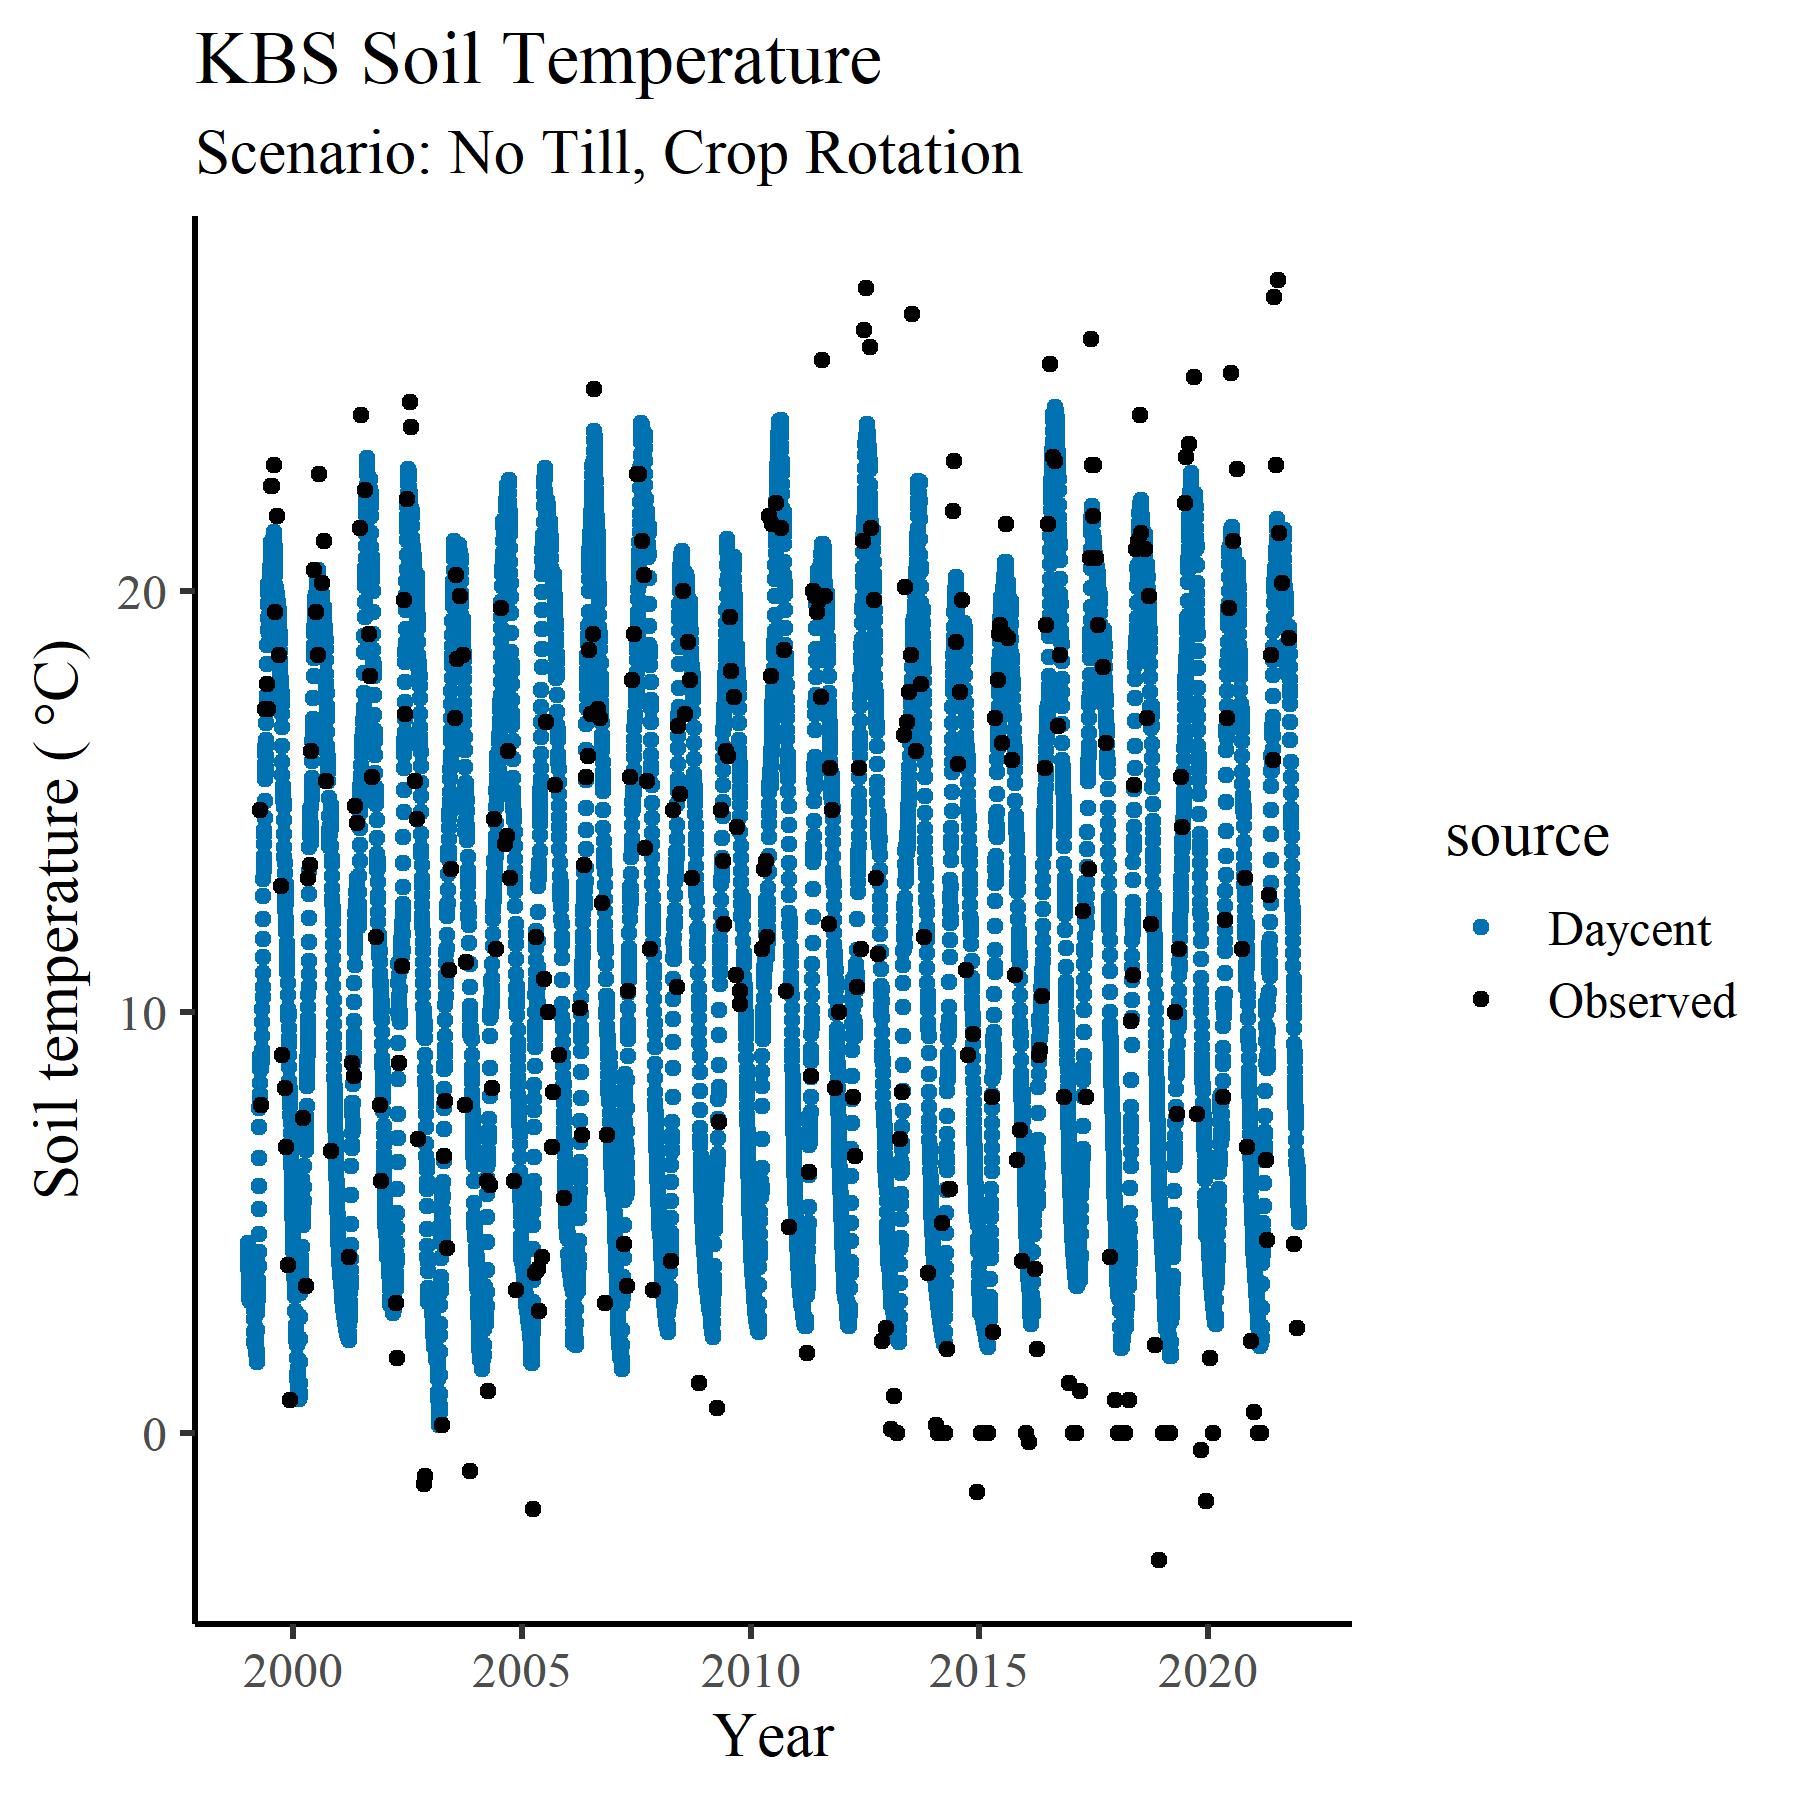 KBS Soil Temperature
Scenario: No Till, Crop Rotation
Soil temperature ( °C)
20
10
0
2000 2005 2010 2015 2020
Year
source
Daycent
Observed